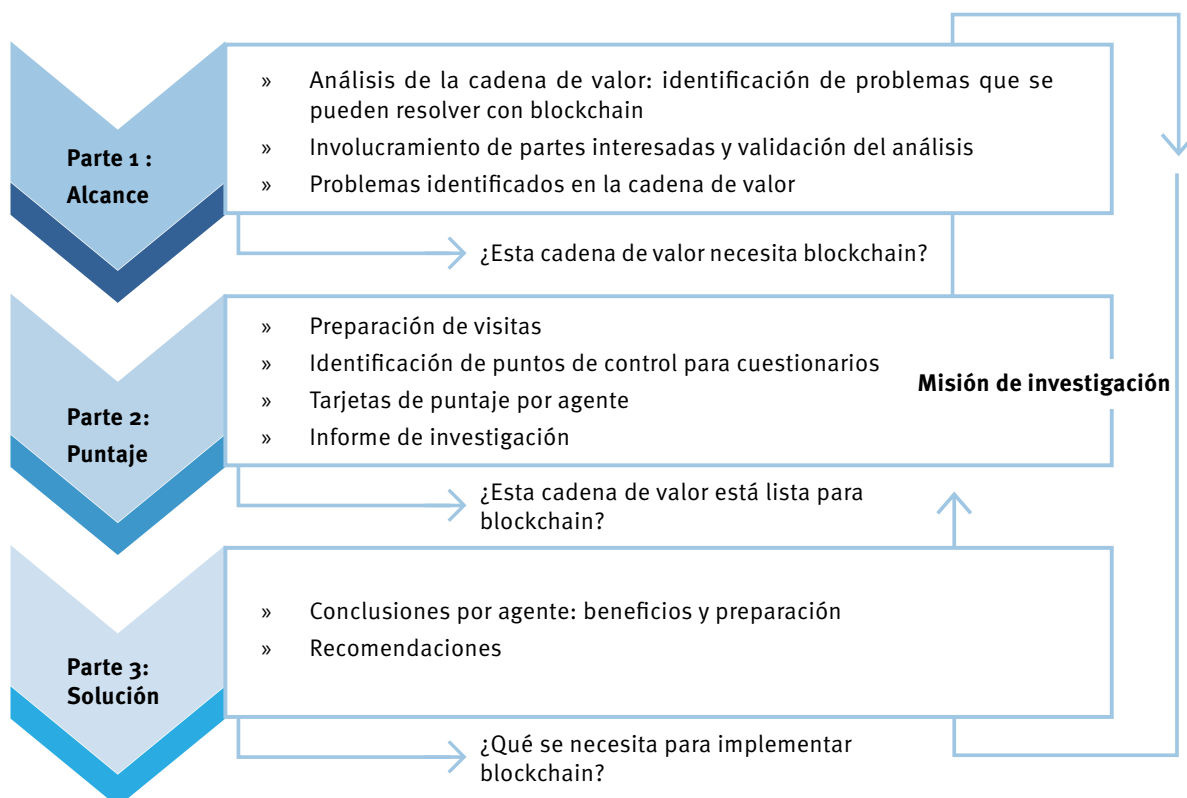 Parte 1 :
Alcance
» Análisis de la cadena de valor: identificación de problemas que se
pueden resolver con blockchain
» Involucramiento de partes interesadas y validación del análisis
» Problemas identificados en la cadena de valor
¿Esta cadena de valor necesita blockchain?
Parte 2:
Puntaje
» Preparación de visitas
» Identificación de puntos de control para cuestionarios
» Tarjetas de puntaje por agente
» Informe de investigación
Misión de investigación
¿Esta cadena de valor está lista para
blockchain?
Parte 3:
Solución
» Conclusiones por agente: beneficios y preparación
» Recomendaciones
¿Qué se necesita para implementar
blockchain?